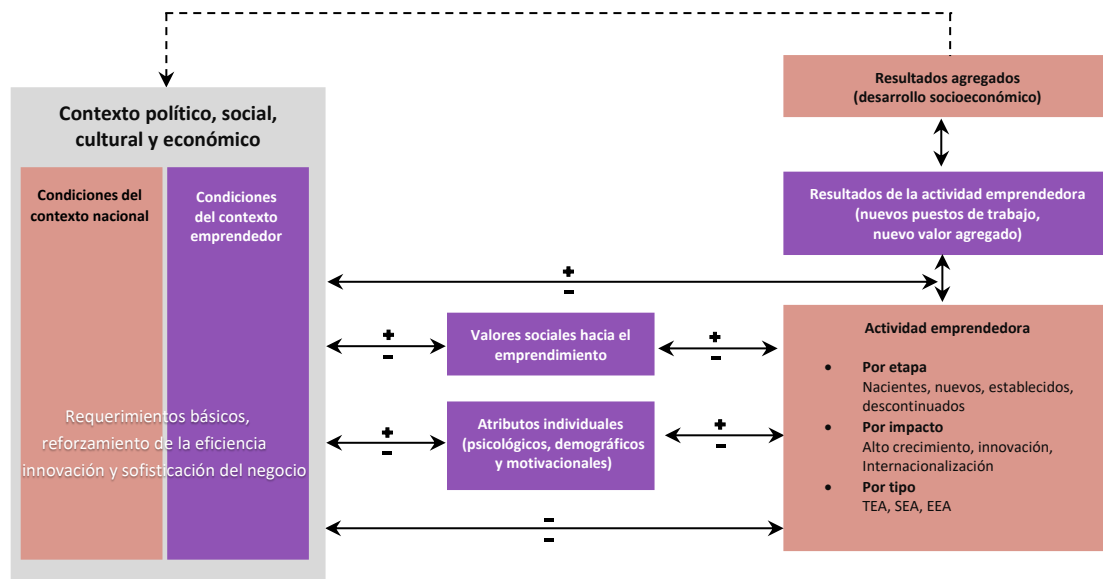 Contexto político, social,
cultural y económico
Condiciones del
contexto nacional
Condiciones
del contexto
emprendedor
Requerimientos básicos,
reforzamiento de la eficiencia
innovación y sofisticación del negocio
+
–
+
–
Valores sociales hacia el
emprendimiento
+
–
+
–
Atributos individuales
(psicológicos, demográficos
y motivacionales)
+
–
–
–
Resultados agregados
(desarrollo socioeconómico)
Resultados de la actividad emprendedora
(nuevos puestos de trabajo,
nuevo valor agregado)
Actividad emprendedora
• Por etapa
Nacientes, nuevos, establecidos,
descontinuados
• Por impacto
Alto crecimiento, innovación,
Internacionalización
• Por tipo
TEA, SEA, EEA